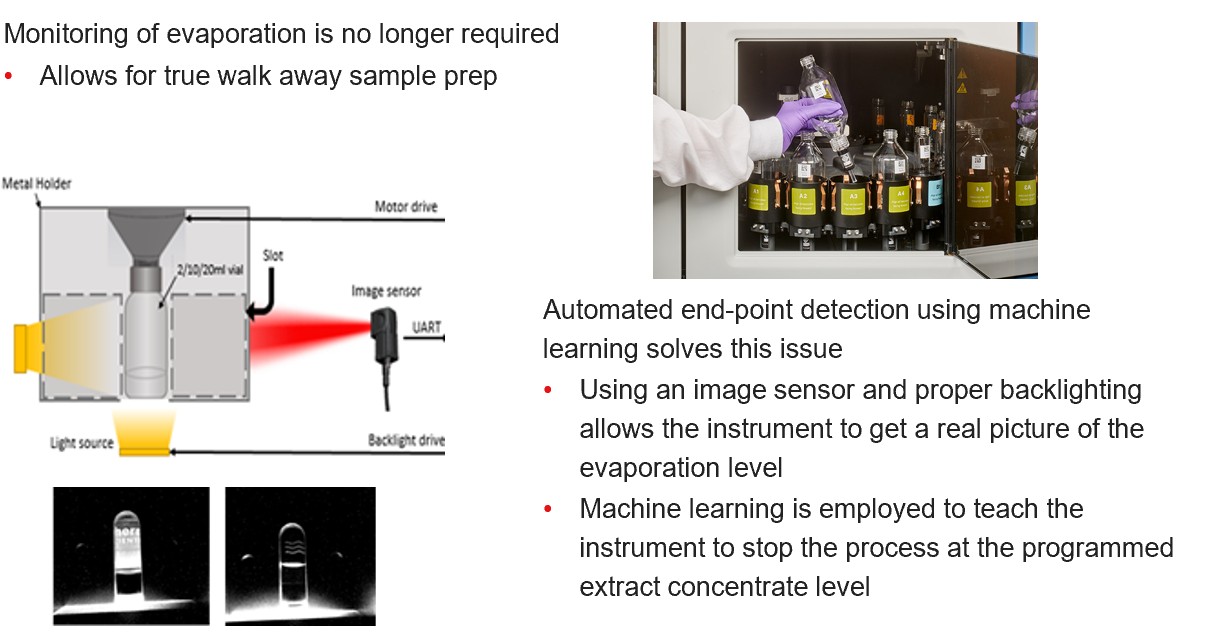 Monitoring of evaporation is no longer required
• Allows for true walk away sample prep
Metal Holder
Motor drive
Slot
2/10/20ml vial
Image sensor
UART
Light source
Backlight drive
A1
A2
A3
A4
Automated end-point detection using machine
learning solves this issue
• Using an image sensor and proper backlighting
allows the instrument to get a real picture of the
evaporation level
• Machine learning is employed to teach the
instrument to stop the process at the programmed
extract concentrate level